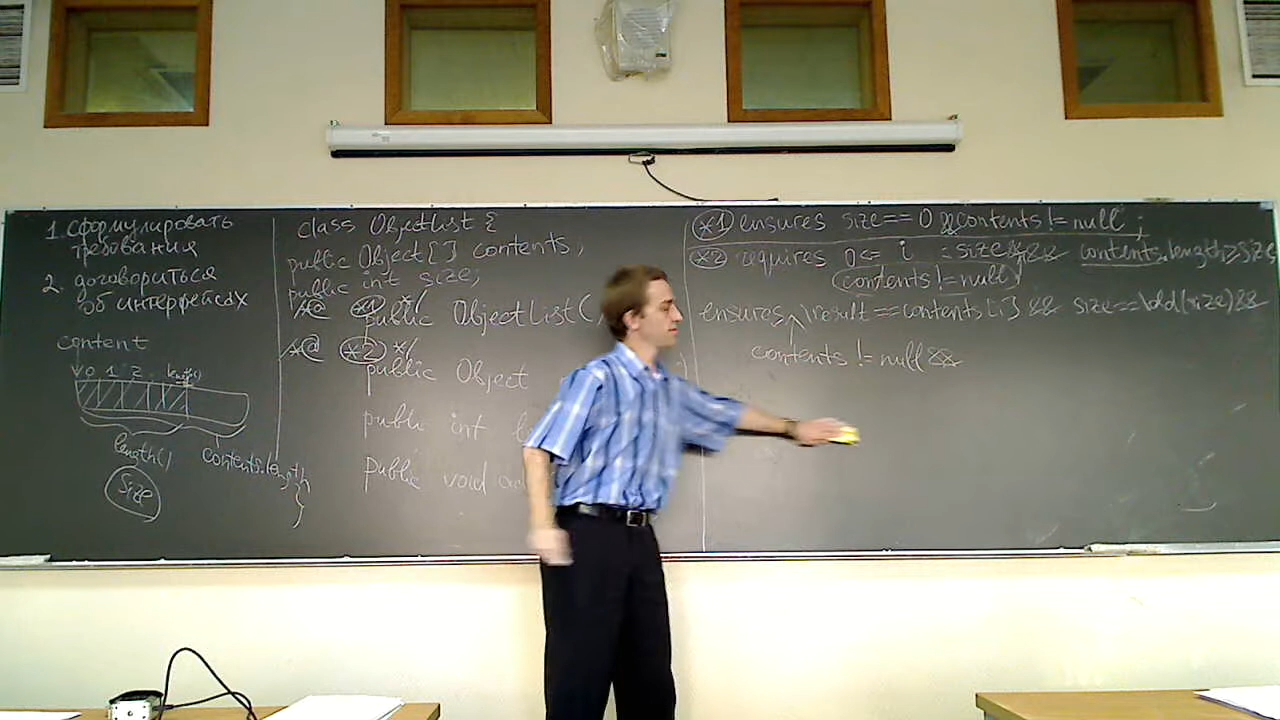 1. Сформулировать
требования
2. договориться
об интерфейсах
content
0 1 2
length()
contents.length
size
}
class ObjectList {
public Object[] contents;
public int size;
/*@ *1 */
public ObjectList(
/*@ *2 */
public Object
public int
public void
*1 ensures size==0 && contents != null;
*2 requires 0<= i size && contents.length≥size
(contents != null)
ensures \result==contents[i] && size==\old(size)&&
contents != null &&